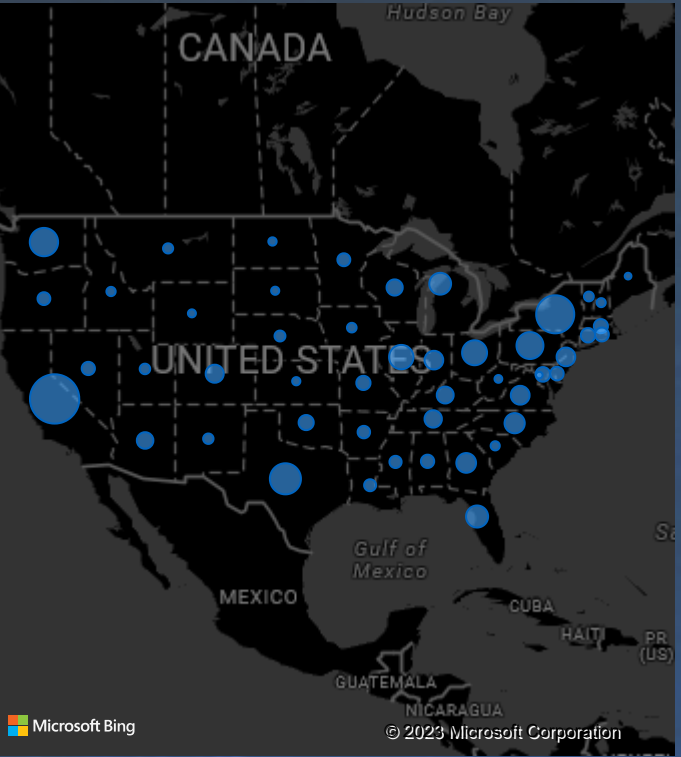 Hudson Bay
CANADA
UNITED STATES
Gulf of
Mexico
MEXICO
CUBA
HAITI
PR
(US)
GUATEMALA
NICARAGUA
Microsoft Bing
© 2023 Microsoft Corporation